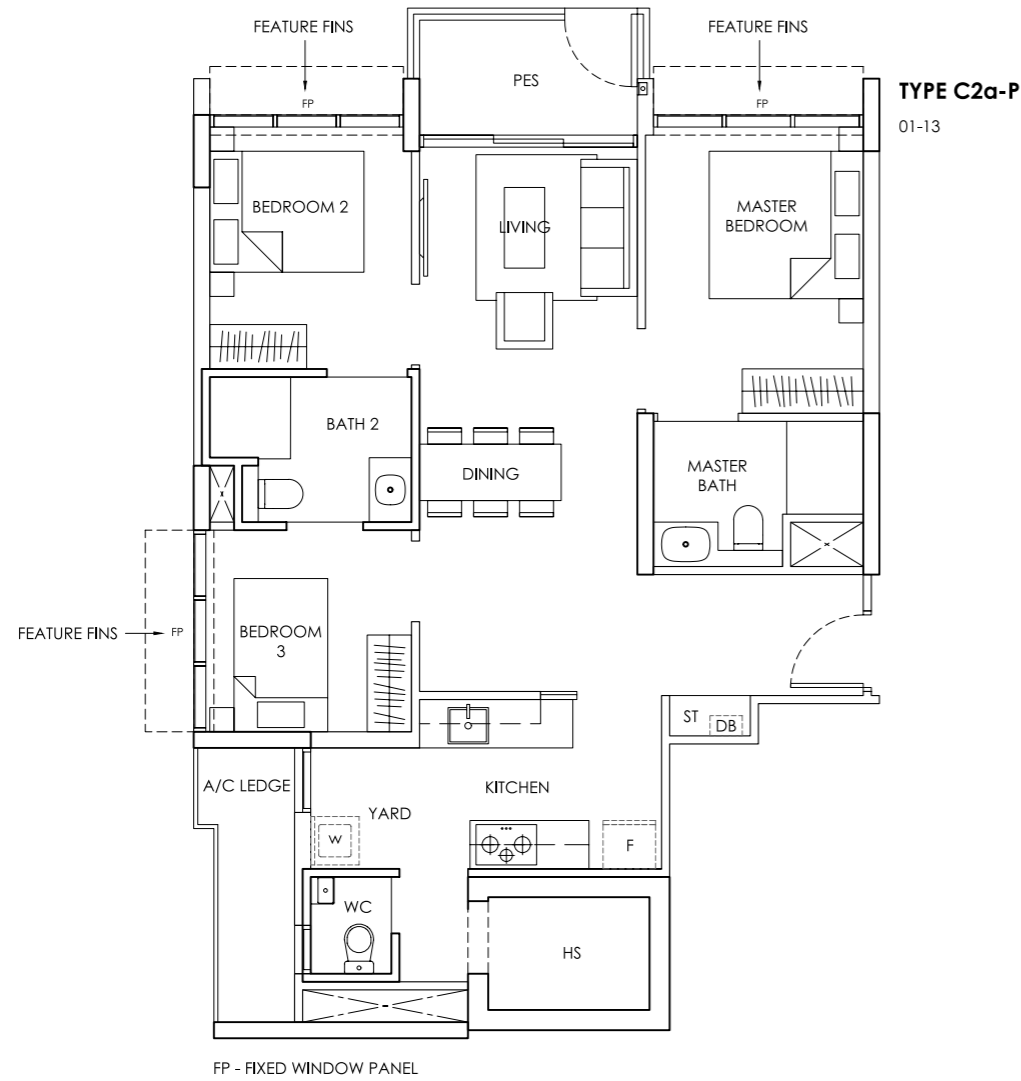 FEATURE FINS
FEATURE FINS
PES
TYPE C2a-P
FP
FP
01-13
BEDROOM 2
LIVING
MASTER
BEDROOM
BATH 2
DINING
MASTER
BATH
FEATURE FINS
FP
BEDROOM
3
ST
DB
A/C LEDGE
KITCHEN
YARD
W
F
WC
HS
FP - FIXED WINDOW PANEL